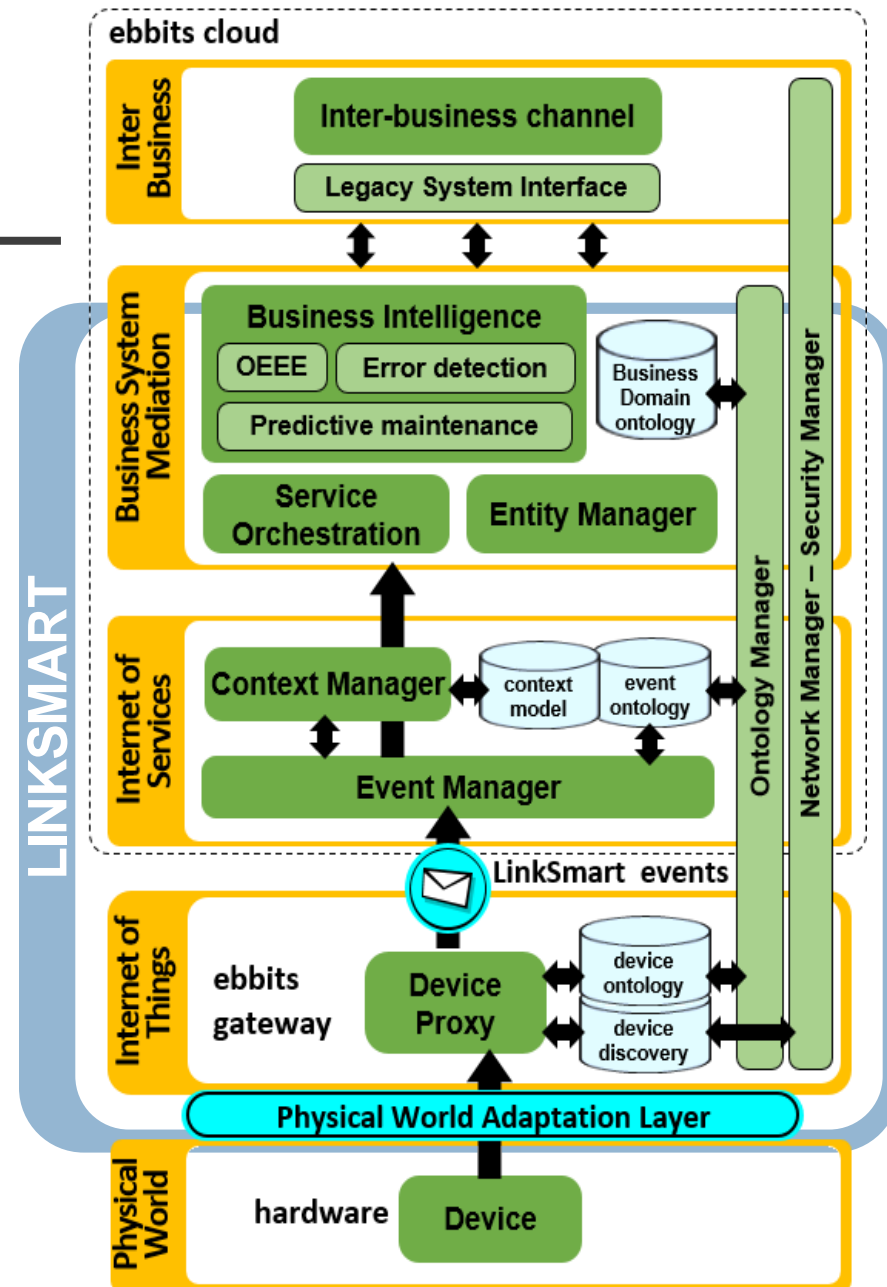 ebbits cloud
Inter
Business
Inter-business channel
Legacy System Interface
Business System
Mediation
Business Intelligence
OEEE
Error detection
Predictive maintenance
Business
Domain
ontology
Service
Orchestration
Entity Manager
Ontology Manager
Network Manager – Security Manager
LINKSMART
Internet of
Services
Context Manager
context
model
event
ontology
Event Manager
LinkSmart events
Internet of
Things
ebbits
gateway
Device
Proxy
device
ontology
device
discovery
Physical World Adaptation Layer
Physical
World
hardware
Device